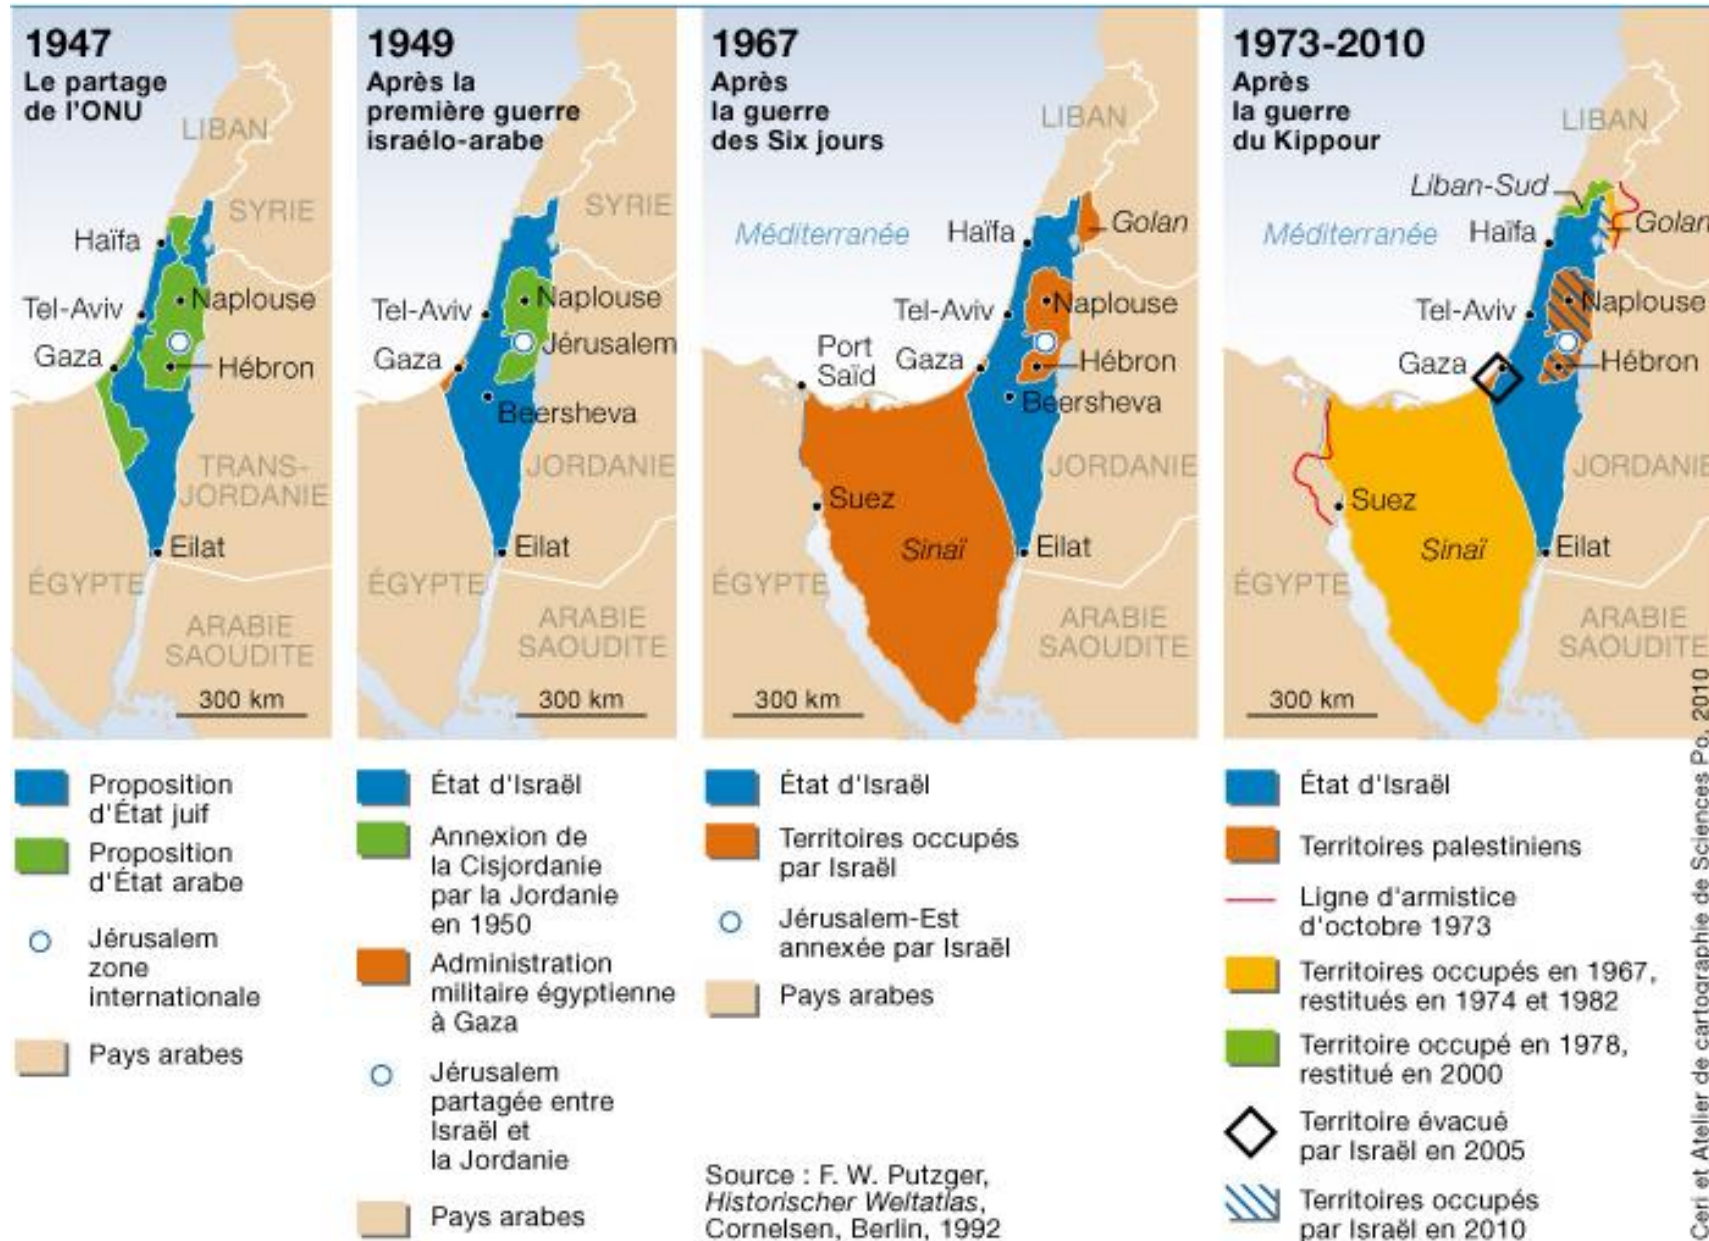 1947
Le partage
de l'ONU
LIBAN
SYRIE
Haïfa
Tel-Aviv
Naplouse
Gaza
Hébron
TRANS-
JORDANIE
Eilat
ÉGYPTE
ARABIE
SAOUDITE
300 km
Proposition
d'État juif
Proposition
d'État arabe
Jérusalem
zone
internationale
Pays arabes
1949
Après la
première guerre
israélo-arabe
LIBAN
SYRIE
Haïfa
Tel-Aviv
Naplouse
Jérusalem
Gaza
Beersheva
JORDANIE
Eilat
ÉGYPTE
ARABIE
SAOUDITE
300 km
État d'Israël
Annexion de
la Cisjordanie
par la Jordanie
en 1950
Administration
militaire égyptienne
à Gaza
Jérusalem
partagée entre
Israël et
la Jordanie
Pays arabes
1967
Après
la guerre
des Six jours
LIBAN
Golan
Méditerranée
Haïfa
Naplouse
Tel-Aviv
Port
Saïd
Gaza
Hébron
Beersheva
JORDANIE
Suez
Sinaï
Eilat
ÉGYPTE
ARABIE
SAOUDITE
300 km
État d'Israël
Territoires occupés
par Israël
Jérusalem-Est
annexée par Israël
Pays arabes
Source : F. W. Putzger,
Historischer Weltatlas,
Cornelsen, Berlin, 1992
1973-2010
Après
la guerre
du Kippour
LIBAN
Liban-Sud
Golan
Méditerranée
Haïfa
Naplouse
Tel-Aviv
Gaza
Hébron
JORDANIE
Suez
Sinaï
Eilat
ÉGYPTE
ARABIE
SAOUDITE
300 km
État d'Israël
Territoires palestiniens
Ligne d'armistice
d'octobre 1973
Territoires occupés en 1967,
restitués en 1974 et 1982
Territoire occupé en 1978,
restitué en 2000
Territoire évacué
par Israël en 2005
Territoires occupés
par Israël en 2010
Ceri et Atelier de cartographie de Sciences Po, 2010